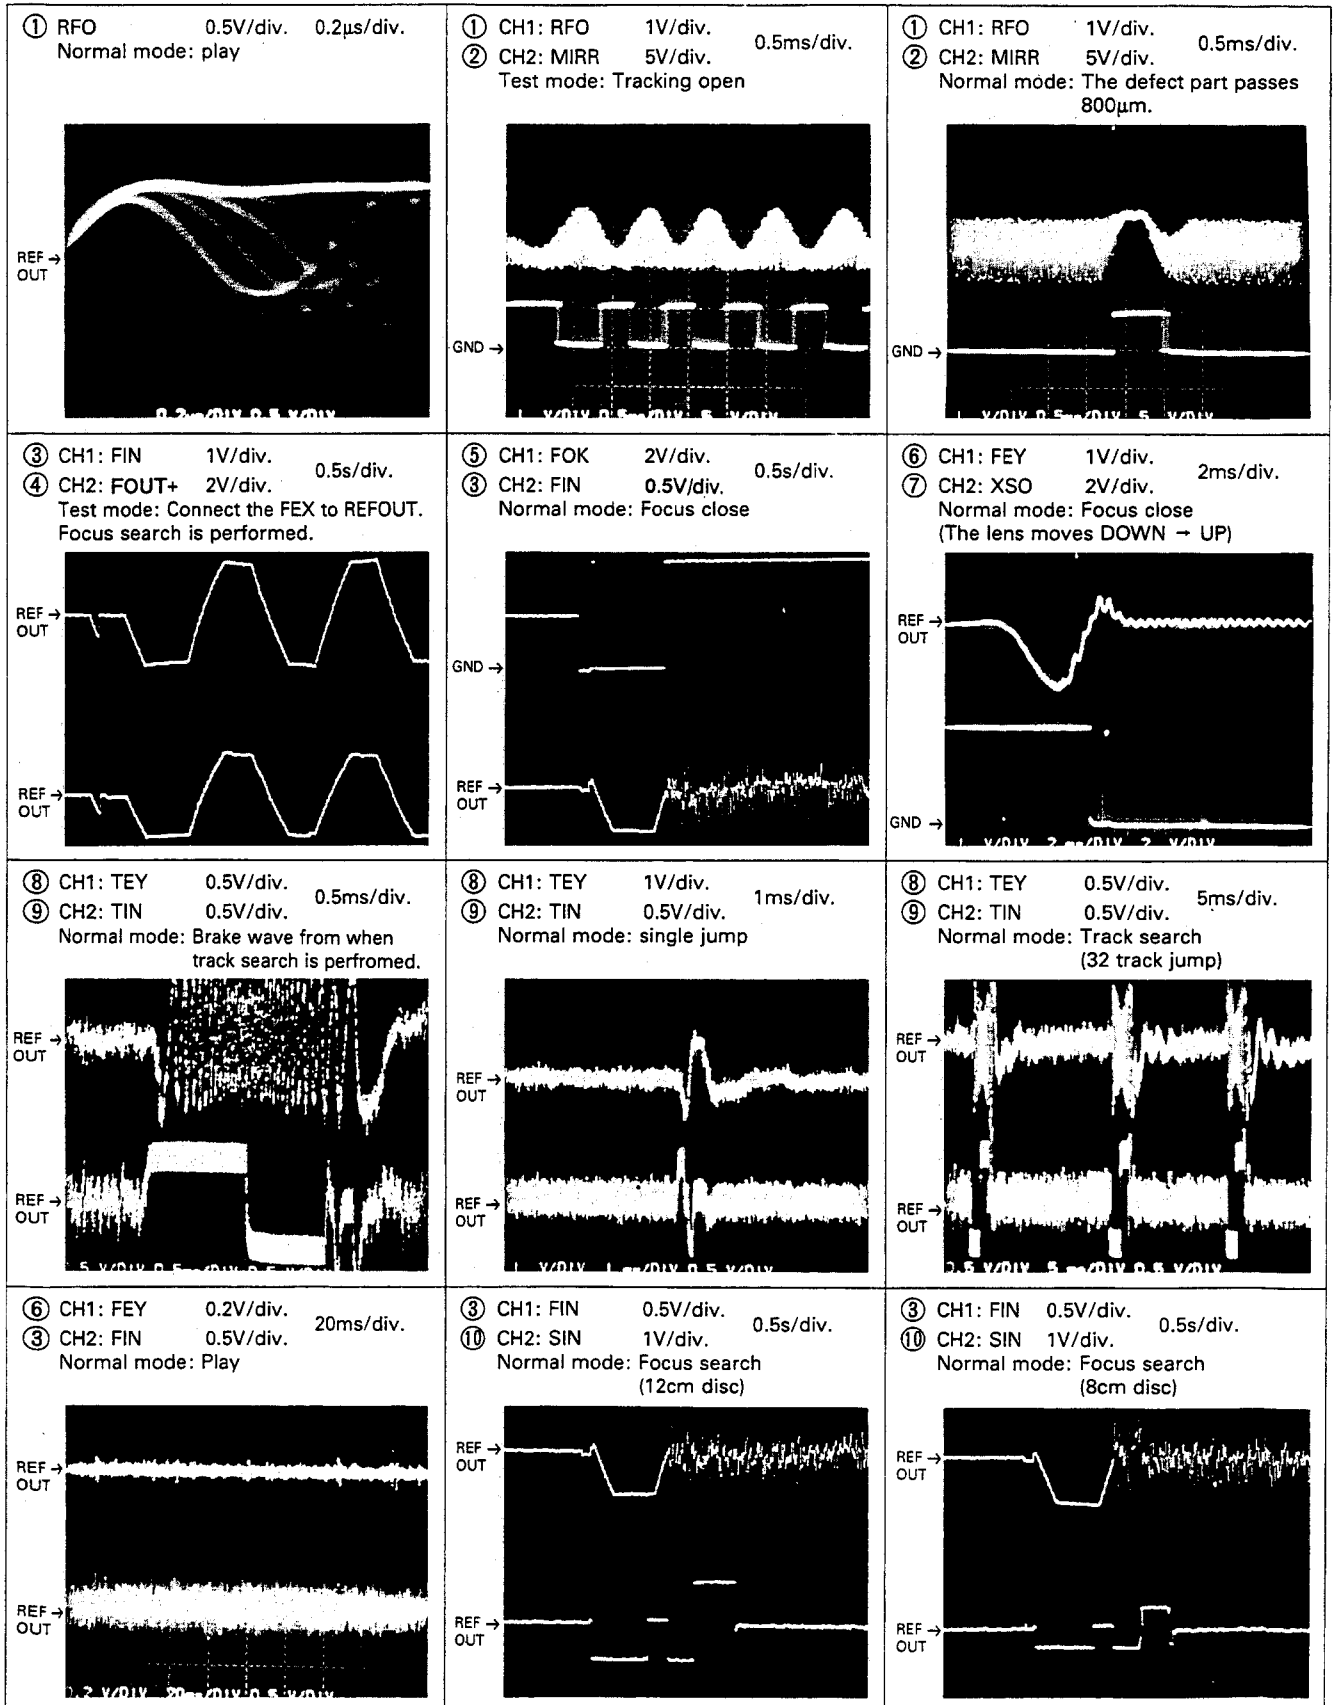 ① RFO 0.5V/div. 0.2μs/div.
Normal mode: play
REF →
OUT
0.2μs/DIV 0.5 V/DIV
① CH1: RFO 1V/div. 0.5ms/div.
② CH2: MIRR 5V/div.
Test mode: Tracking open
GND →
V/DIV 0.5ms/DIV 5 V/DIV
① CH1: RFO 1V/div. 0.5ms/div.
② CH2: MIRR 5V/div.
Normal mode: The defect part passes
800μm.
GND →
V/DIV 0.5ms/DIV 5 V/DIV
③ CH1: FIN 1V/div. 0.5s/div.
④ CH2: FOUT+ 2V/div.
Test mode: Connect the FEX to REFOUT.
Focus search is performed.
REF →
OUT
REF →
OUT
⑤ CH1: FOK 2V/div. 0.5s/div.
③ CH2: FIN 0.5V/div.
Normal mode: Focus close
GND →
REF →
OUT
⑥ CH1: FEY 1V/div. 2ms/div.
⑦ CH2: XSO 2V/div.
Normal mode: Focus close
(The lens moves DOWN → UP)
REF →
OUT
GND →
V/DIV 2 ms/DIV 2 V/DIV
⑧ CH1: TEY 0.5V/div. 0.5ms/div.
⑨ CH2: TIN 0.5V/div.
Normal mode: Brake wave from when
track search is perfromed.
REF →
OUT
REF →
OUT
.5 V/DIV 0.5ms/DIV 0.5 V/DIV
⑧ CH1: TEY 1V/div. 1ms/div.
⑨ CH2: TIN 0.5V/div.
Normal mode: single jump
REF →
OUT
REF →
OUT
1 V/DIV 1 ms/DIV 0.5 V/DIV
⑧ CH1: TEY 0.5V/div. 5ms/div.
⑨ CH2: TIN 0.5V/div.
Normal mode: Track search
(32 track jump)
REF →
OUT
REF →
OUT
0.5 V/DIV 5 ms/DIV 0.5 V/DIV
⑥ CH1: FEY 0.2V/div. 20ms/div.
③ CH2: FIN 0.5V/div.
Normal mode: Play
REF →
OUT
REF →
OUT
0.2 V/DIV 20ms/DIV 0.5 V/DIV
③ CH1: FIN 0.5V/div. 0.5s/div.
⑩ CH2: SIN 1V/div.
Normal mode: Focus search
(12cm disc)
REF →
OUT
REF →
OUT
③ CH1: FIN 0.5V/div. 0.5s/div.
⑩ CH2: SIN 1V/div.
Normal mode: Focus search
(8cm disc)
REF →
OUT
REF →
OUT